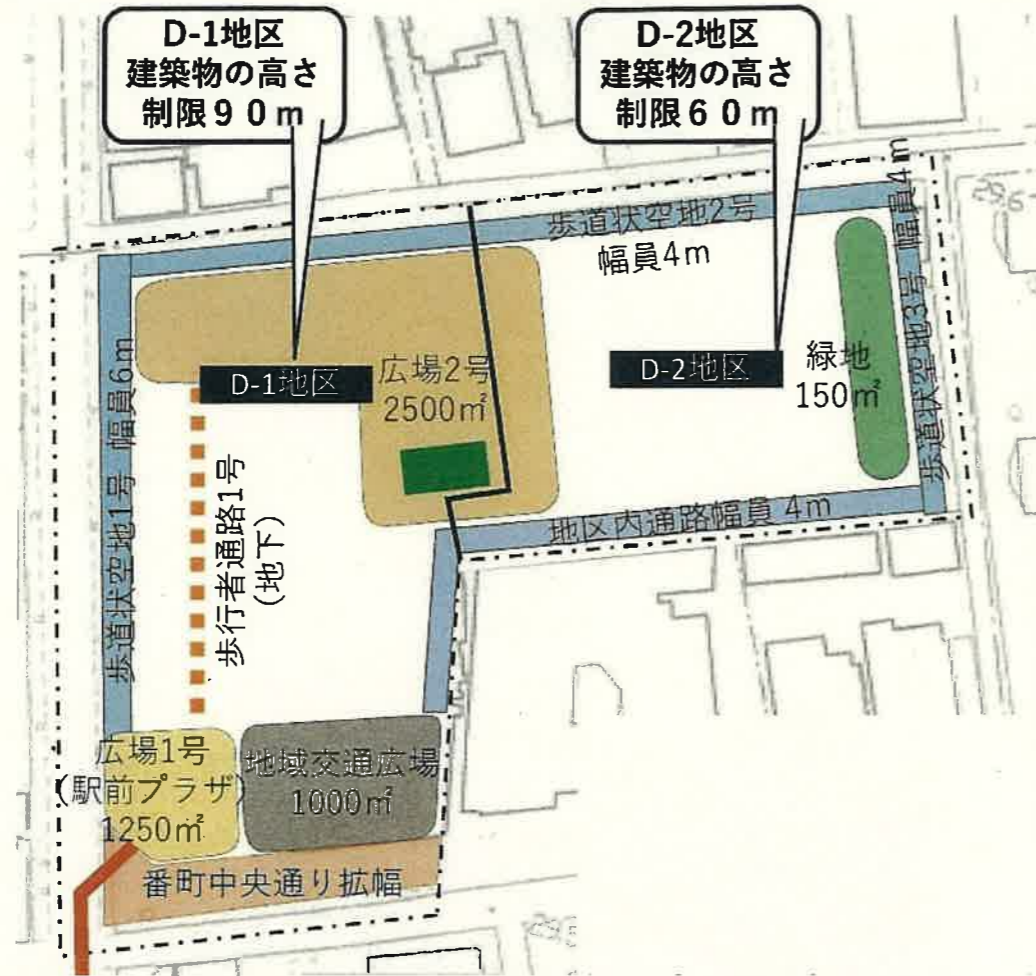 D-1地区
建築物の高さ
制限90m
D-2地区
建築物の高さ
制限60m
歩道状空地2号
幅員4m
歩道状空地3号 幅員4m
29.6
D-1地区
広場2号
2500㎡
D-2地区
緑地
150㎡
歩道状空地1号 幅員6m
歩行者通路1号
(地下)
地区内通路幅員 4m
広場1号
(駅前プラザ)
1250㎡
地域交通広場
1000㎡
番町中央通り拡幅